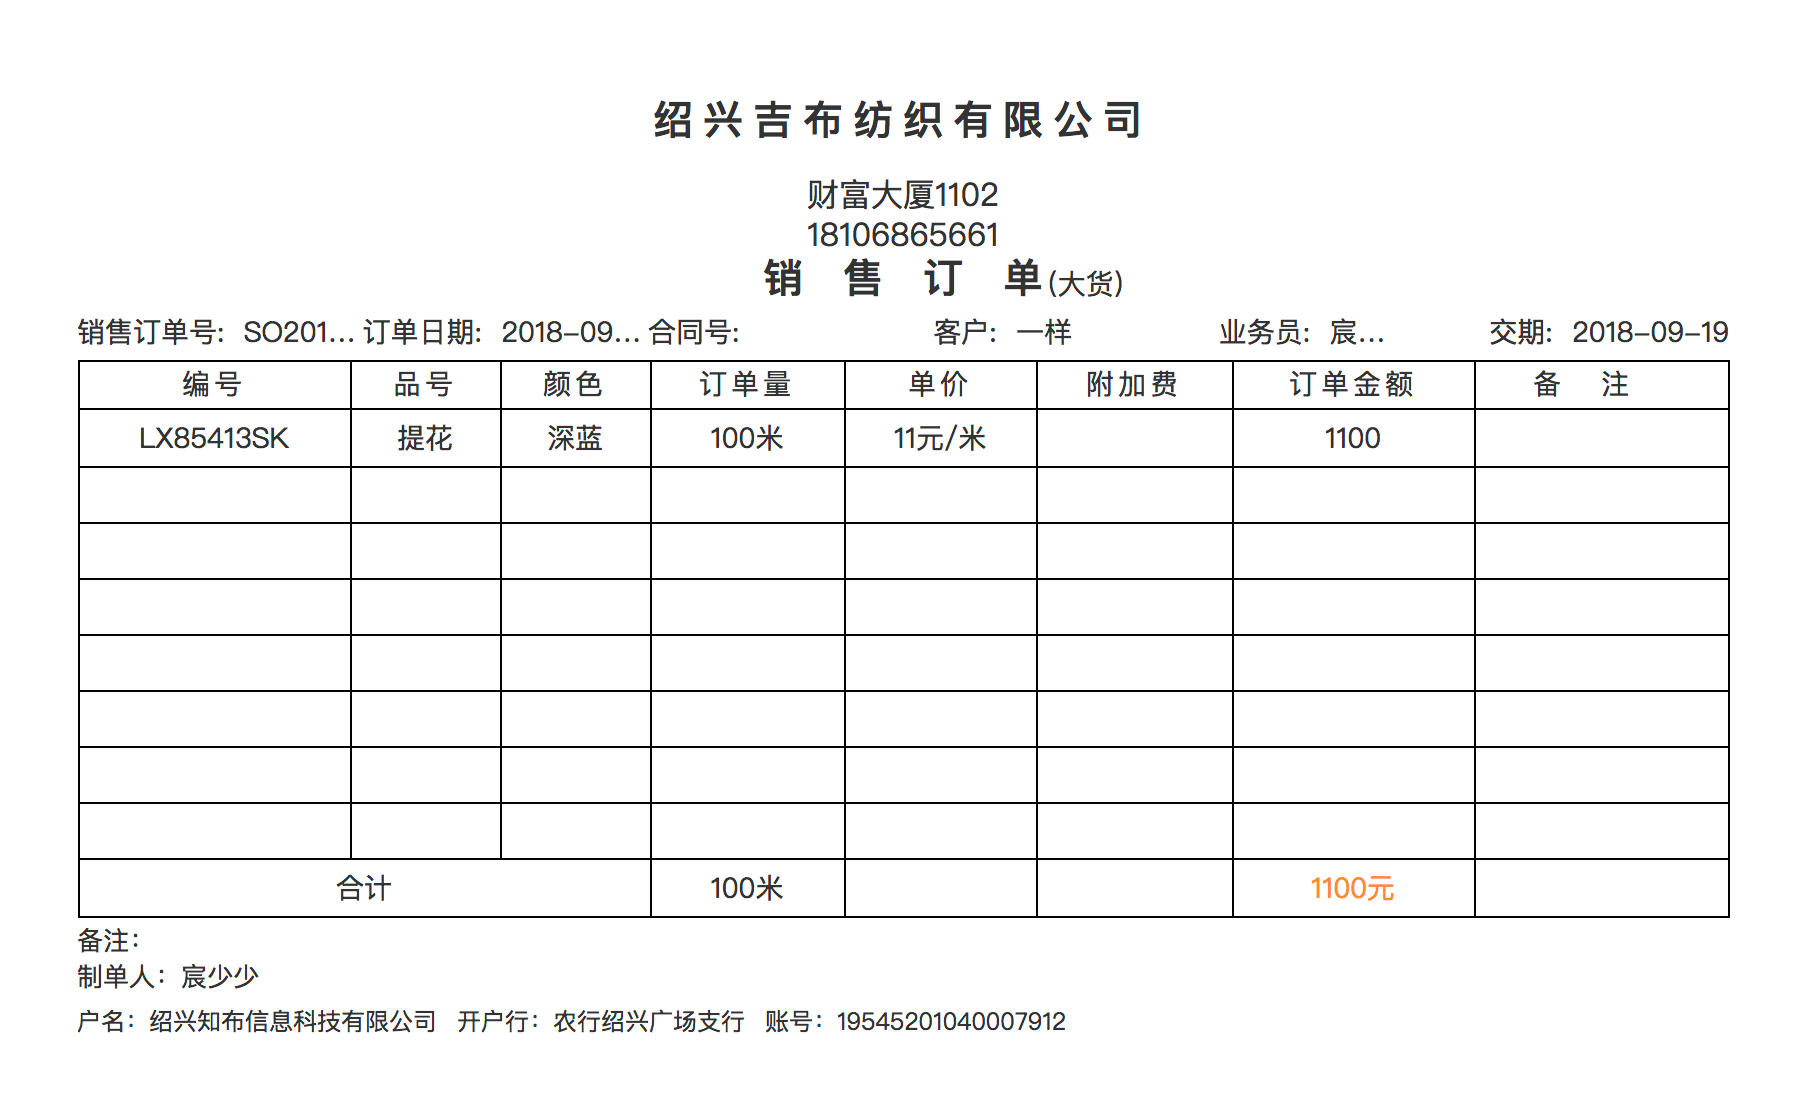 绍兴吉布纺织有限公司
财富大厦1102
18106865661
销售订单(大货)
销售订单号: SO201... 订单日期: 2018-09... 合同号: 客户: 一样 业务员: 宸... 交期: 2018-09-19
编号 品号 颜色 订单量 单价 附加费 订单金额 备注
LX85413SK 提花 深蓝 100米 11元/米 1100
合计 100米 1100元
备注：
制单人：宸少少
户名：绍兴知布信息科技有限公司 开户行：农行绍兴广场支行 账号：19545201040007912